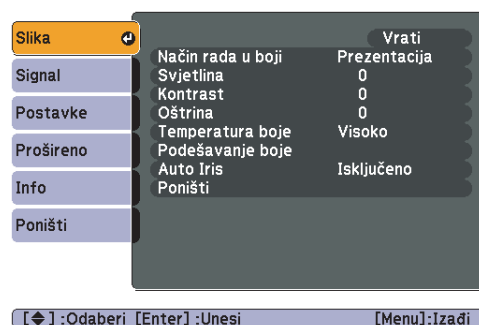 Slika
Signal
Postavke
Prošireno
Info
Poništi
Vrati
Način rada u boji Prezentacija
Svjetlina 0
Kontrast 0
Oštrina 0
Temperatura boje Visoko
Podešavanje boje
Auto Iris Isključeno
Poništi
[ ] :Odaberi [Enter] :Unesi [Menu]:Izađi